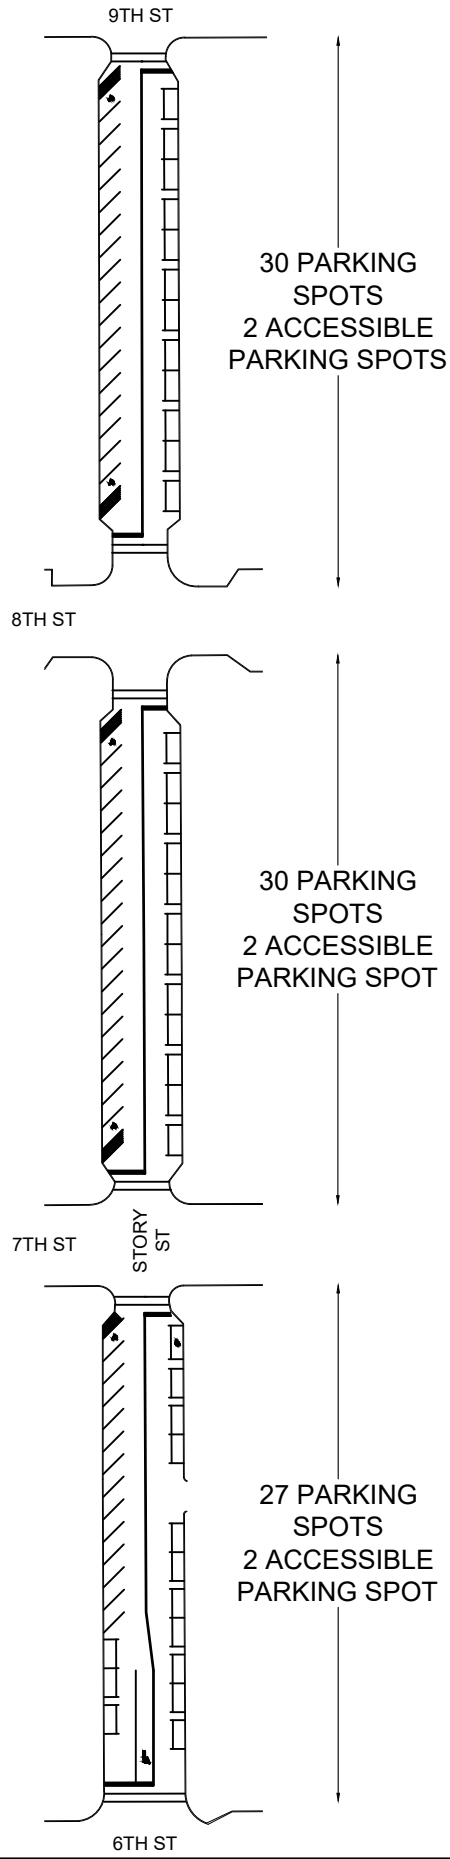 9TH ST
30 PARKING
SPOTS
2 ACCESSIBLE
PARKING SPOTS
8TH ST
30 PARKING
SPOTS
2 ACCESSIBLE
PARKING SPOT
7TH ST
STORY
ST
27 PARKING
SPOTS
2 ACCESSIBLE
PARKING SPOT
6TH ST